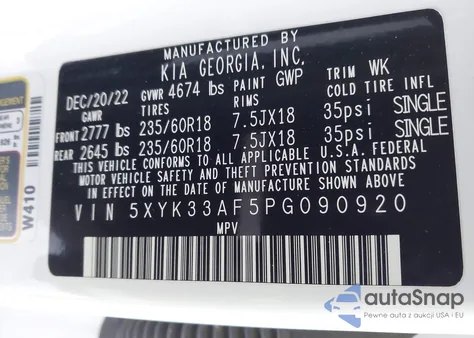 MANUFACTURED BY
KIA GEORGIA, INC.
DEC/20/22 GVWR 4674 lbs PAINT GWP TRIM WK
COLD TIRE INFL
FRONT 2777 lbs 235/60R18 7.5JX18 35psi SINGLE
REAR 2645 lbs 235/60R18 7.5JX18 35psi SINGLE
THIS VEHICLE CONFORMS TO ALL APPLICABLE U.S.A. FEDERAL
MOTOR VEHICLE SAFETY AND THEFT PREVENTION STANDARDS
IN EFFECT ON THE DATE OF MANUFACTURE SHOWN ABOVE.
VIN 5XYK33AF5PG090920
MPV
W410
autoSnap
Pewne auta z aukcji USA i EU